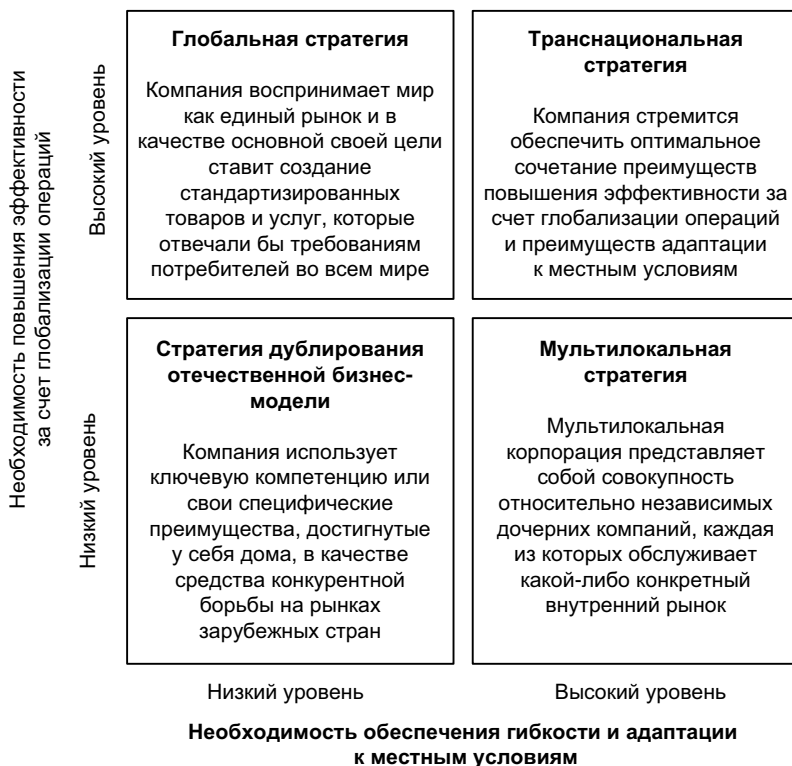 Необходимость повышения эффективности
за счет глобализации операций
Высокий уровень
Глобальная стратегия
Компания воспринимает мир
как единый рынок и в
качестве основной своей цели
ставит создание
стандартизированных
товаров и услуг, которые
отвечали бы требованиям
потребителей во всем мире
Транснациональная
стратегия
Компания стремится
обеспечить оптимальное
сочетание преимуществ
повышения эффективности за
счет глобализации операций
и преимуществ адаптации
к местным условиям
Низкий уровень
Стратегия дублирования
отечественной бизнес-
модели
Компания использует
ключевую компетенцию или
свои специфические
преимущества, достигнутые
у себя дома, в качестве
средства конкурентной
борьбы на рынках
зарубежных стран
Мультилокальная
стратегия
Мультилокальная
корпорация представляет
собой совокупность
относительно независимых
дочерних компаний, каждая
из которых обслуживает
какой-либо конкретный
внутренний рынок
Низкий уровень
Высокий уровень
Необходимость обеспечения гибкости и адаптации
к местным условиям